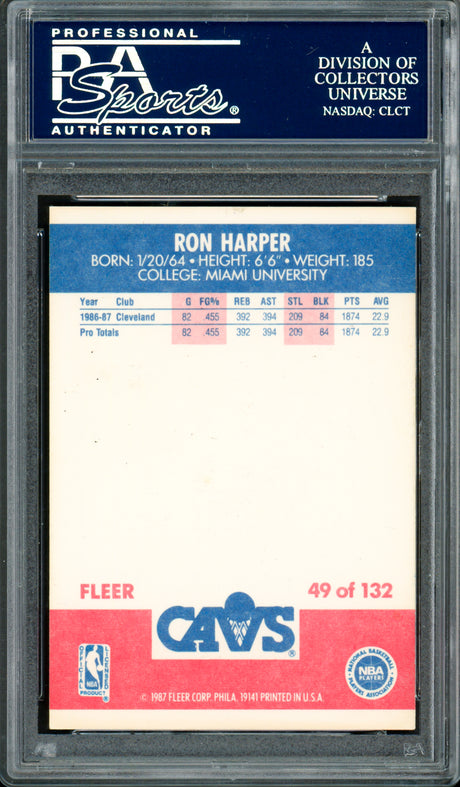 PROFESSIONAL
PSA
Sports®
AUTHENTICATOR
A
DIVISION OF
COLLECTORS
UNIVERSE
NASDAQ: CLCT
RON HARPER
BORN: 1/20/64 • HEIGHT: 6'6" • WEIGHT: 185
COLLEGE: MIAMI UNIVERSITY
Year Club G FG% REB AST STL BLK PTS AVG
1986-87 Cleveland 82 .455 392 394 209 84 1874 22.9
Pro Totals 82 .455 392 394 209 84 1874 22.9
FLEER 49 of 132
CAVS®
OFFICIAL LICENSED PRODUCT
NBA®
NATIONAL BASKETBALL
NBA
PLAYERS
PLAYERS ASSOCIATION
© 1987 FLEER CORP. PHILA. 19141 PRINTED IN U.S.A.
PSA